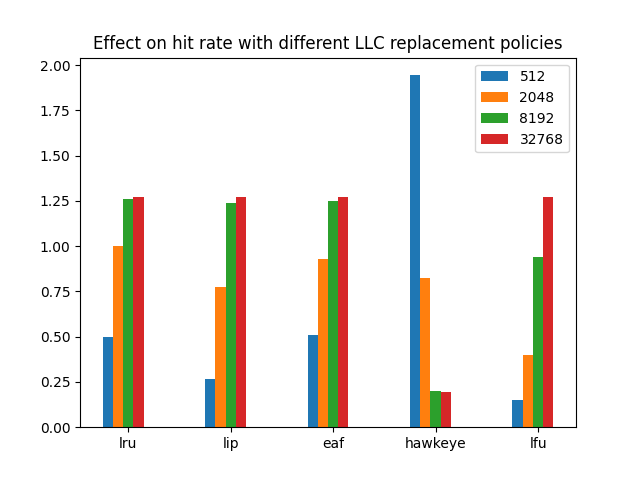 Effect on hit rate with different LLC replacement policies
2.00
1.75
1.50
1.25
1.00
0.75
0.50
0.25
0.00
512
2048
8192
32768
lru
lip
eaf
hawkeye
lfu